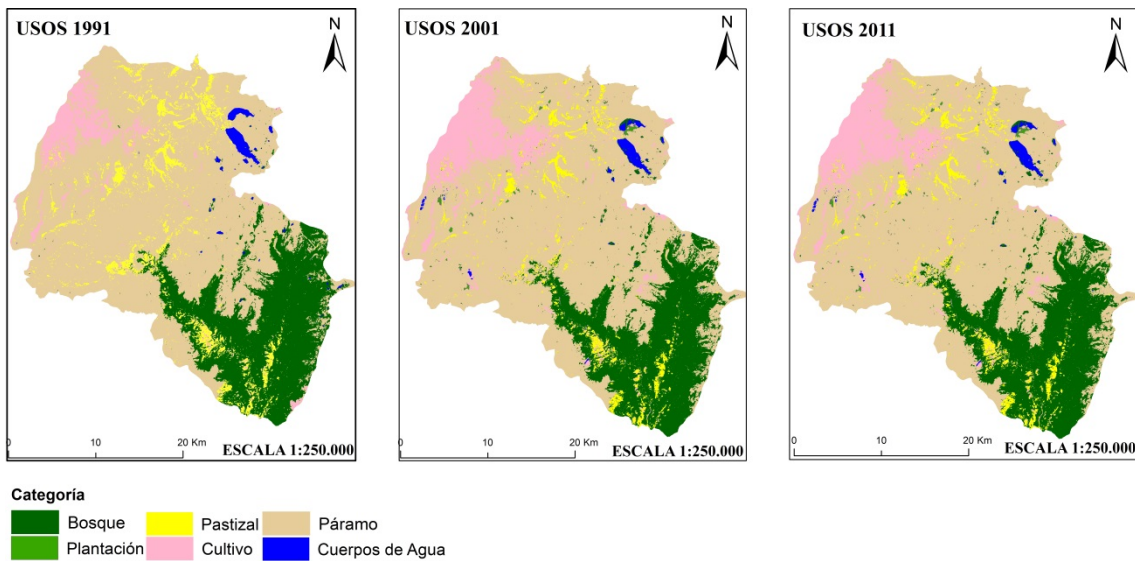 USOS 1991
N
0 10 20 Km
ESCALA 1:250.000
USOS 2001
N
0 10 20 Km
ESCALA 1:250.000
USOS 2011
N
0 10 20 Km
ESCALA 1:250.000
Categoría
Bosque Pastizal Páramo
Plantación Cultivo Cuerpos de Agua